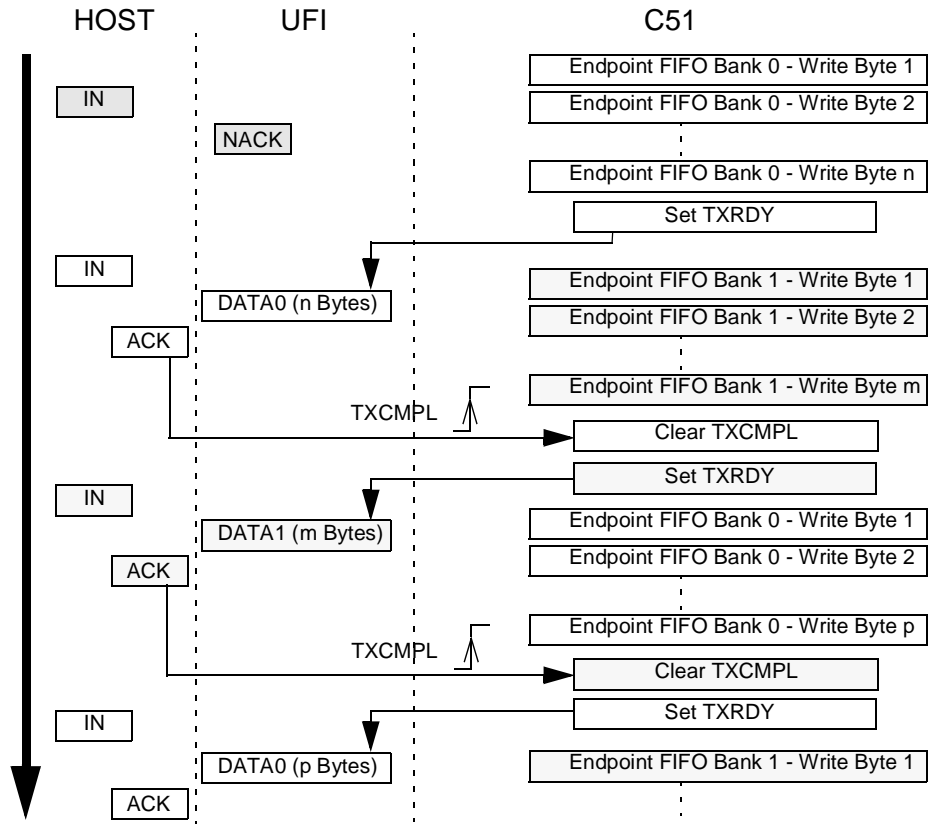 HOST UFI C51
Endpoint FIFO Bank 0 - Write Byte 1
IN
Endpoint FIFO Bank 0 - Write Byte 2
NACK
Endpoint FIFO Bank 0 - Write Byte n
Set TXRDY
IN
Endpoint FIFO Bank 1 - Write Byte 1
DATA0 (n Bytes)
Endpoint FIFO Bank 1 - Write Byte 2
ACK
Endpoint FIFO Bank 1 - Write Byte m
TXCMPL
Clear TXCMPL
Set TXRDY
IN
Endpoint FIFO Bank 0 - Write Byte 1
DATA1 (m Bytes)
Endpoint FIFO Bank 0 - Write Byte 2
ACK
Endpoint FIFO Bank 0 - Write Byte p
TXCMPL
Clear TXCMPL
Set TXRDY
IN
DATA0 (p Bytes)
Endpoint FIFO Bank 1 - Write Byte 1
ACK